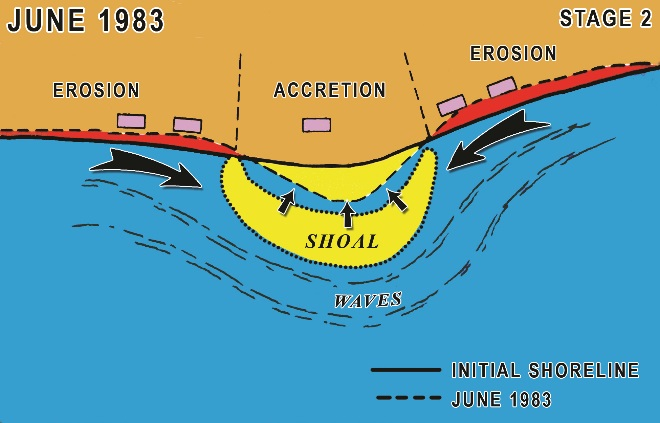 JUNE 1983
STAGE 2
EROSION
EROSION
ACCRETION
SHOAL
WAVES
INITIAL SHORELINE
JUNE 1983